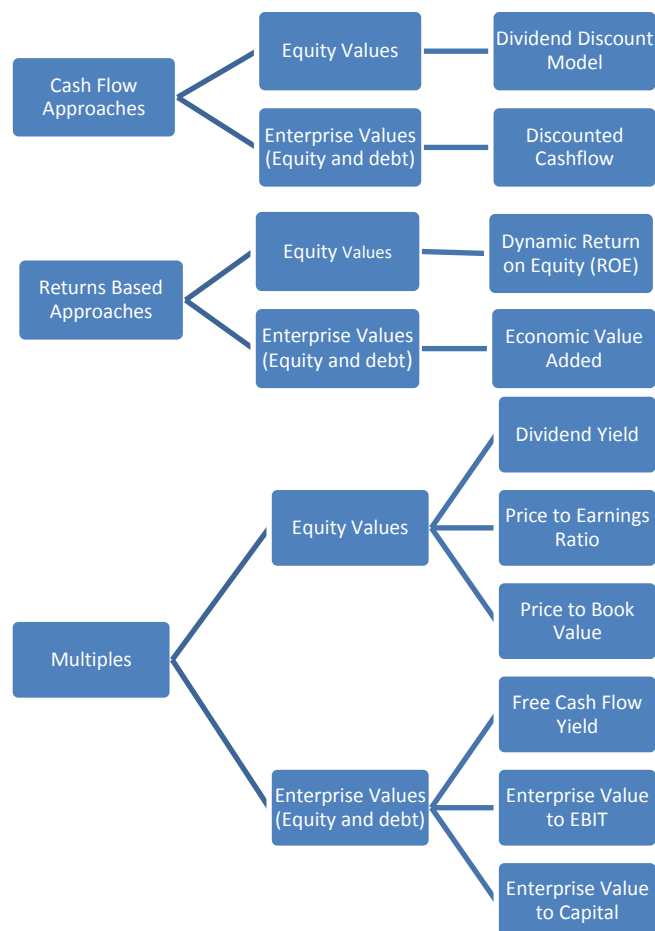 Cash Flow
Approaches
Equity Values
Dividend Discount
Model
Enterprise Values
(Equity and debt)
Discounted
Cashflow
Returns Based
Approaches
Equity Values
Dynamic Return
on Equity (ROE)
Enterprise Values
(Equity and debt)
Economic Value
Added
Multiples
Equity Values
Dividend Yield
Price to Earnings
Ratio
Price to Book
Value
Enterprise Values
(Equity and debt)
Free Cash Flow
Yield
Enterprise Value
to EBIT
Enterprise Value
to Capital